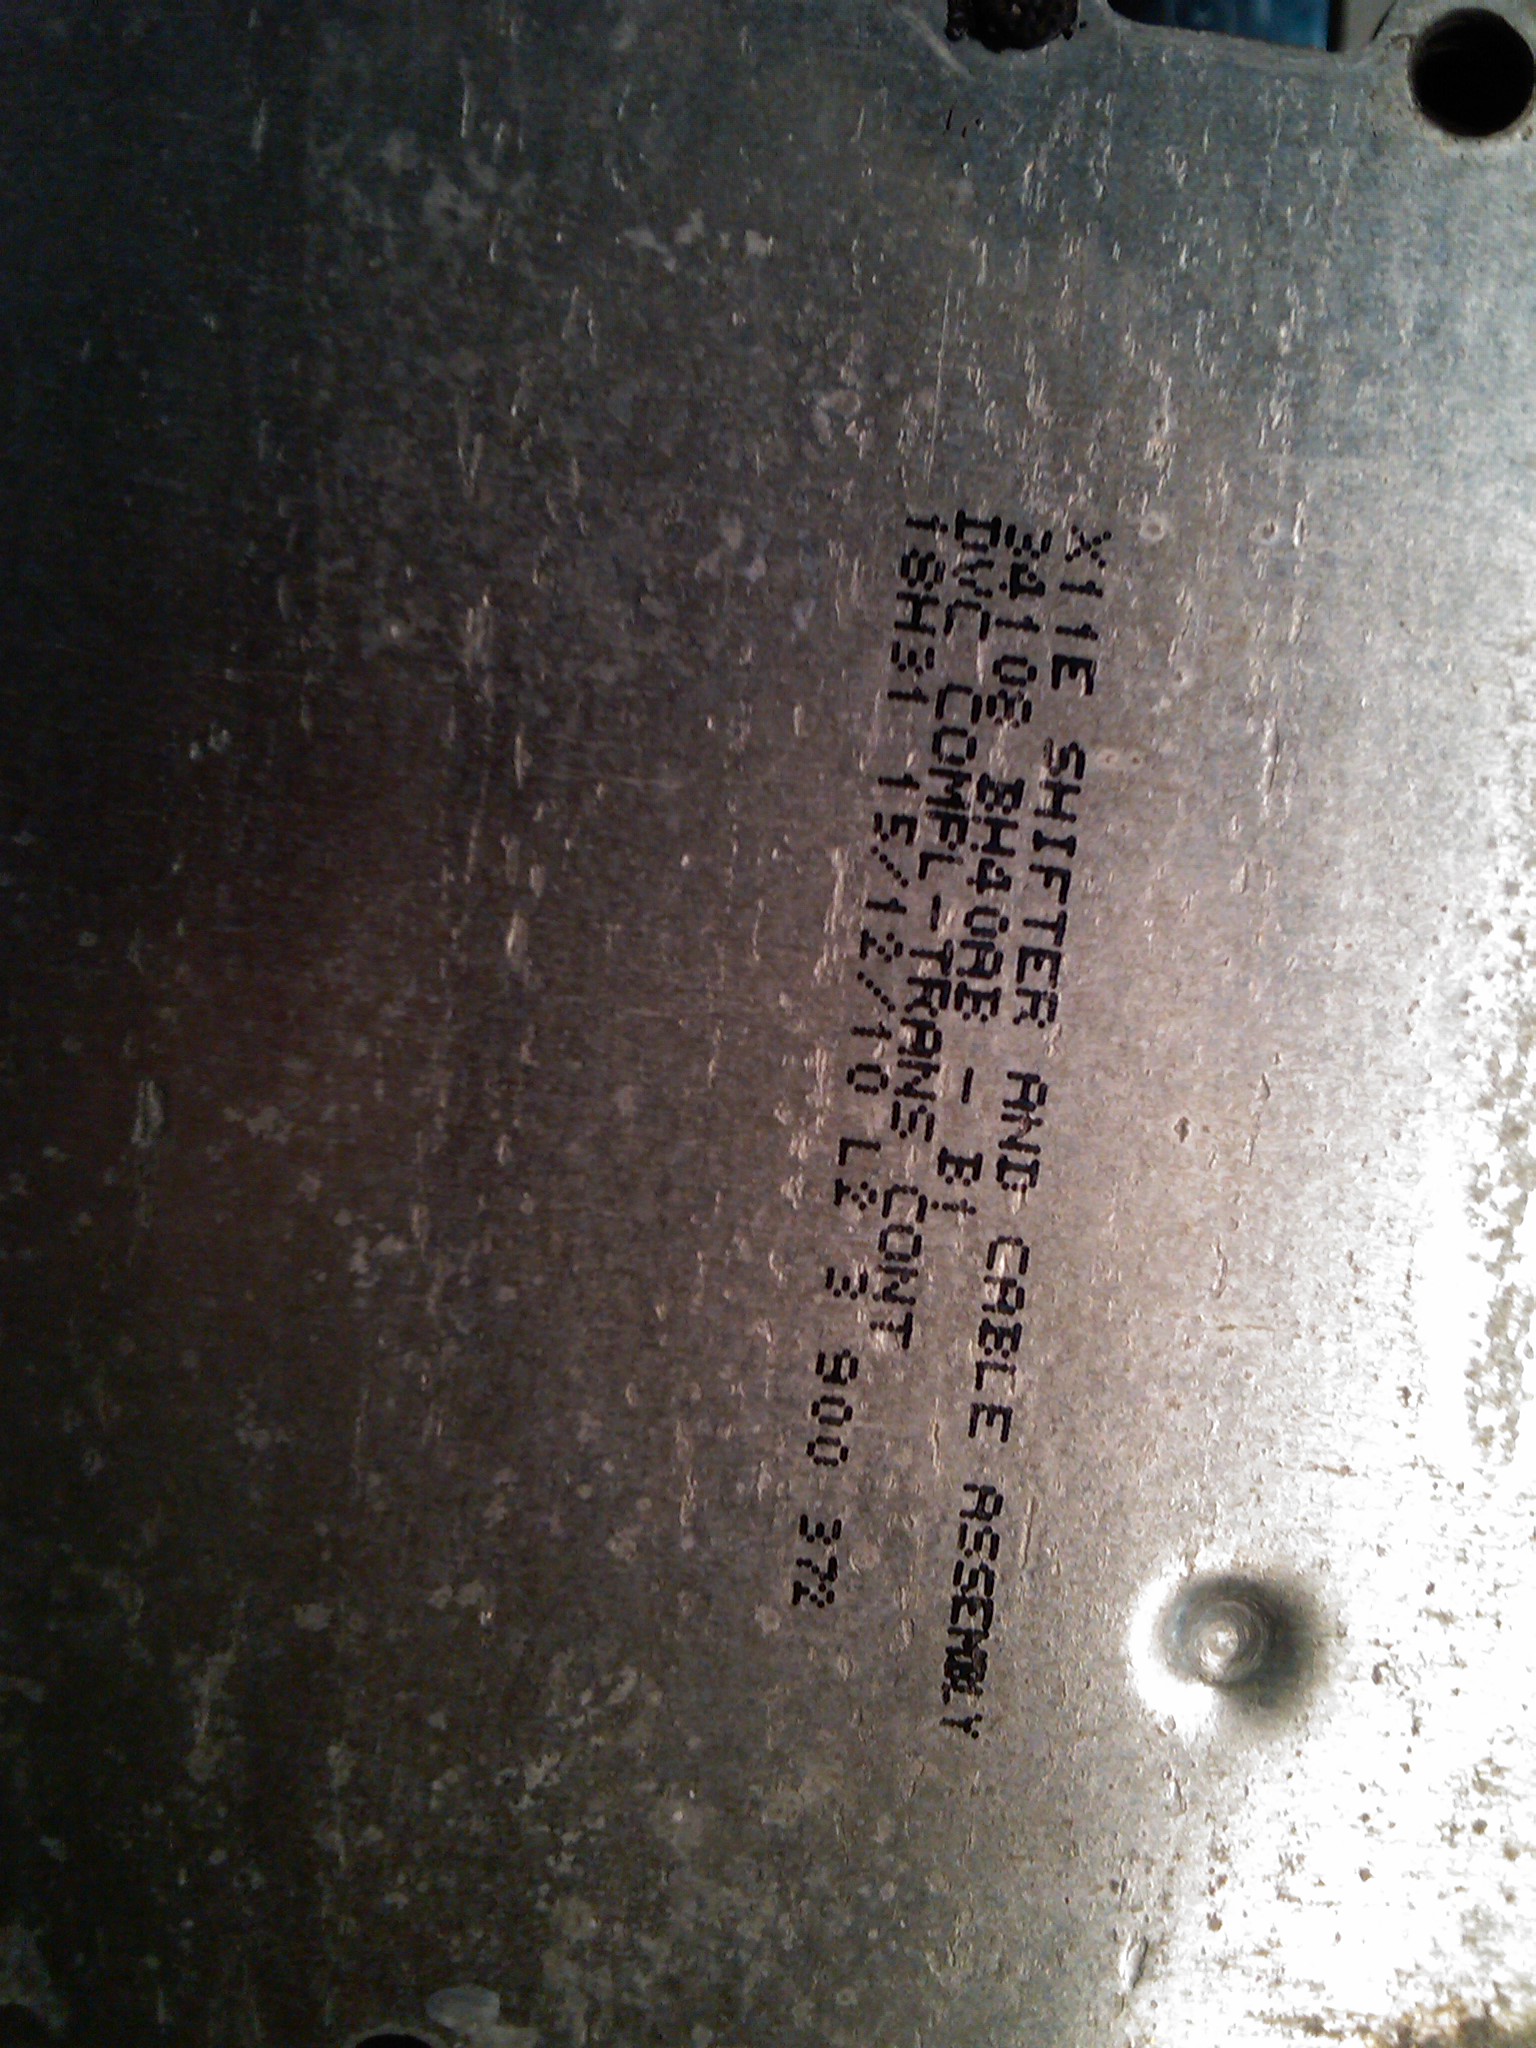 X11E SHIFTER AND CABLE ASSEMBLY
34108 BH40AE - E1
DVC COMPL-TRANS CONT
18H31 15/12/10 L2 3 900 372